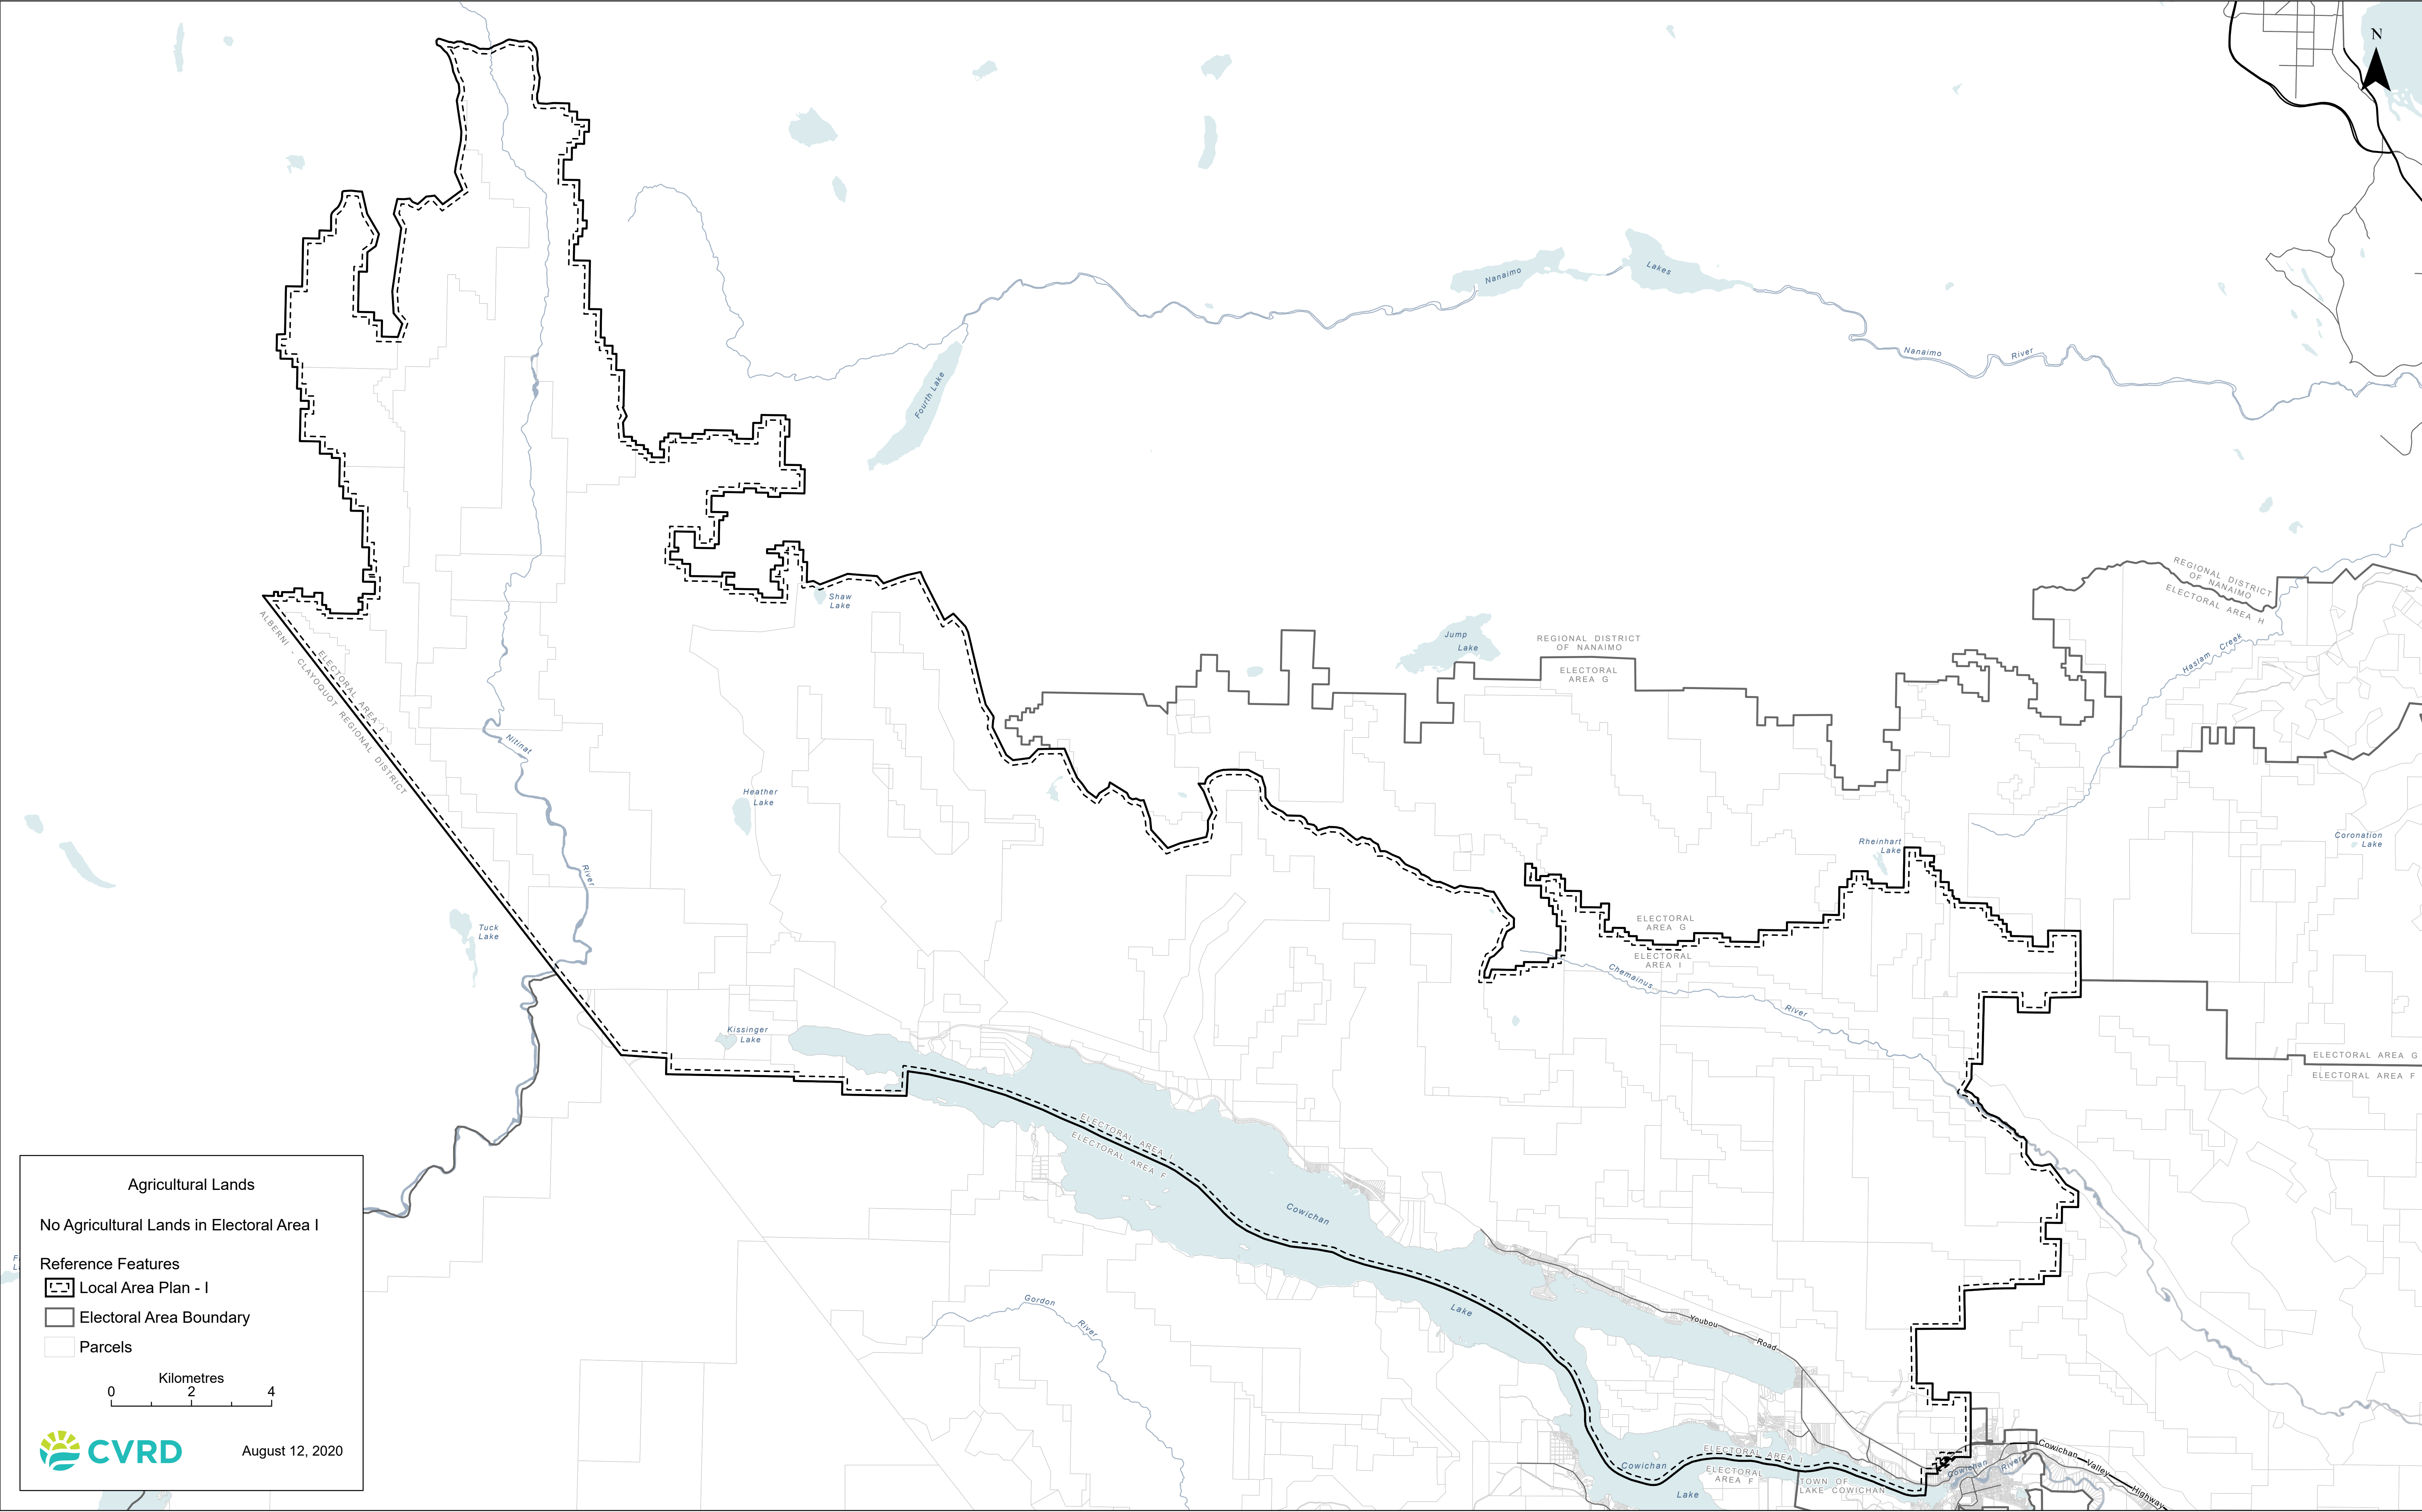 N
Nanaimo
Lakes
Nanaimo
River
Fourth Lake
REGIONAL DISTRICT
OF NANAIMO
ELECTORAL AREA H
Haslam Creek
Shaw
Lake
Jump
Lake
REGIONAL DISTRICT
OF NANAIMO
ELECTORAL
AREA G
ELECTORAL AREA I
ALBERNI - CLAYOQUOT REGIONAL DISTRICT
Nitinat
River
Heather
Lake
Rheinhart
Lake
Coronation
Lake
Tuck
Lake
ELECTORAL
AREA G
ELECTORAL
AREA I
Chemainus
River
Kissinger
Lake
ELECTORAL AREA G
ELECTORAL AREA F
ELECTORAL AREA I
ELECTORAL AREA F
Cowichan
Lake
Gordon
River
Youbou
Road
ELECTORAL AREA I
ELECTORAL
AREA F
Cowichan
Lake
TOWN OF
LAKE COWICHAN
Cowichan
River
Cowichan
Valley
Highway
Agricultural Lands
No Agricultural Lands in Electoral Area I
Reference Features
Local Area Plan - I
Electoral Area Boundary
Parcels
Kilometres
0 2 4
CVRD
August 12, 2020